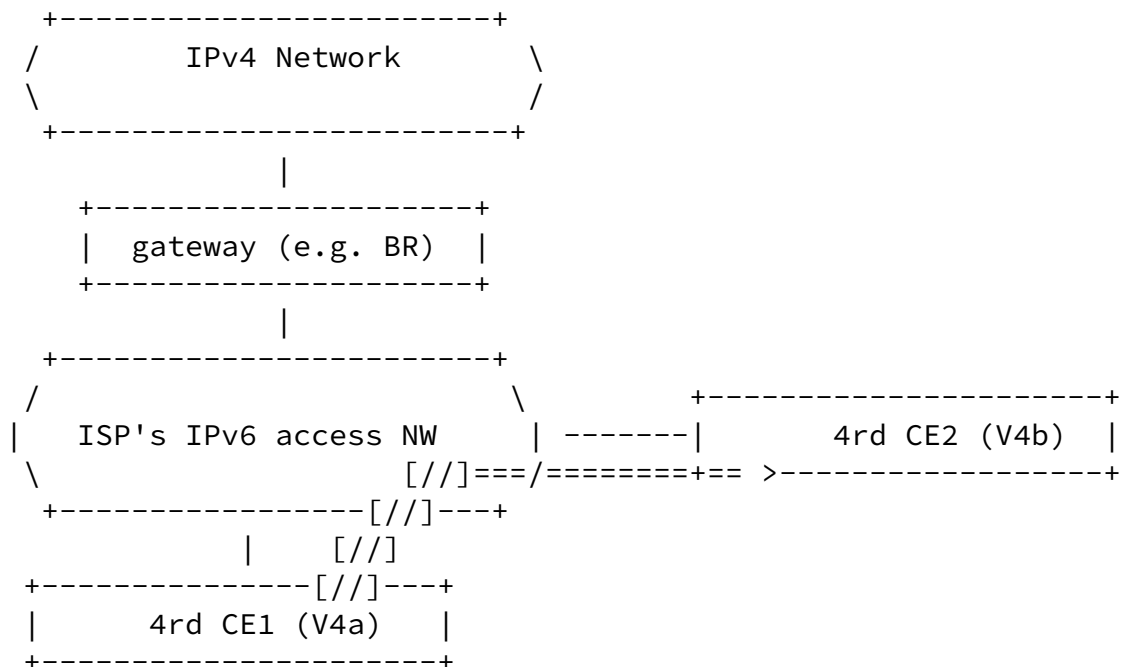 IPv4 Network
gateway (e.g. BR)
ISP's IPv6 access NW
4rd CE2 (V4b)
4rd CE1 (V4a)